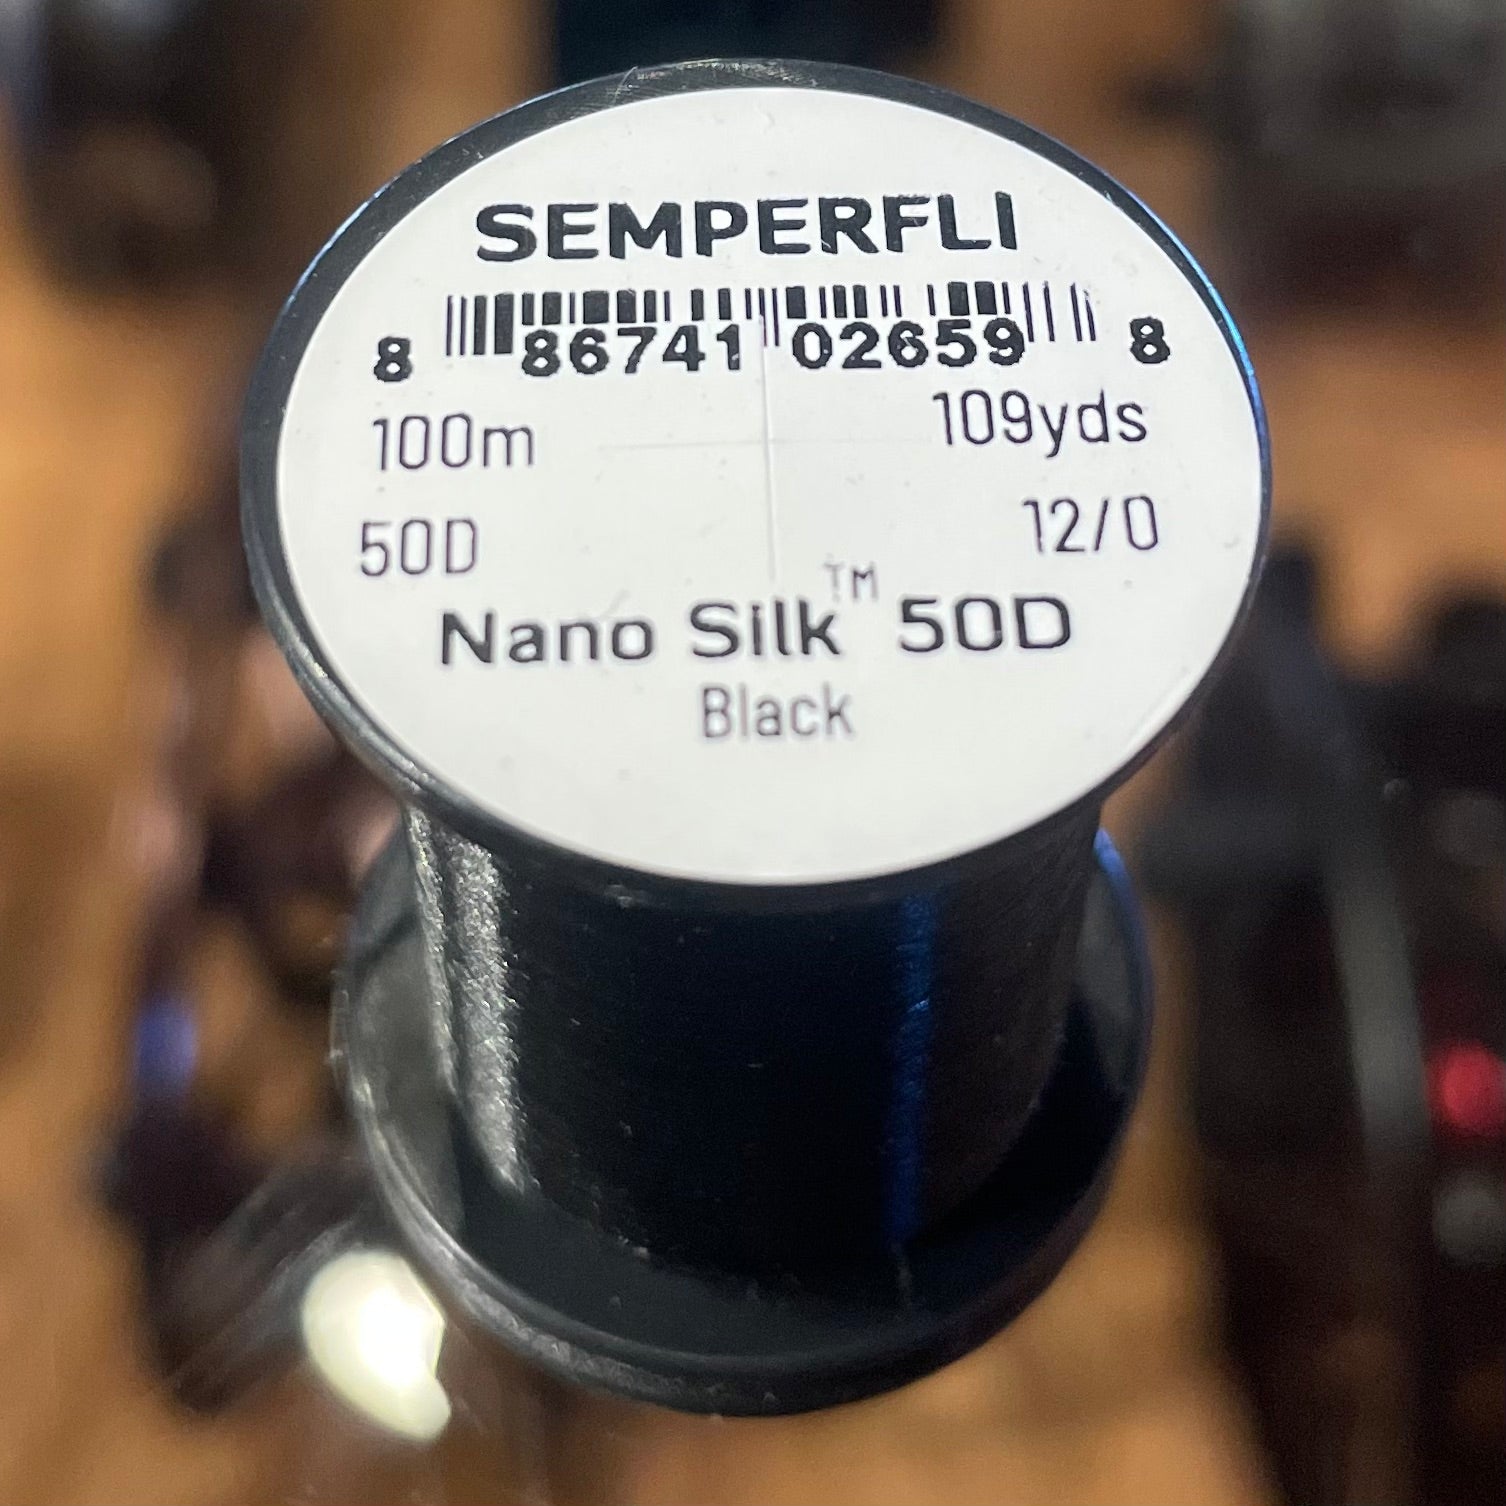 SEMPERFLI
8 86741 02659 8
100m 109yds
50D 12/0
Nano Silk™ 50D
Black